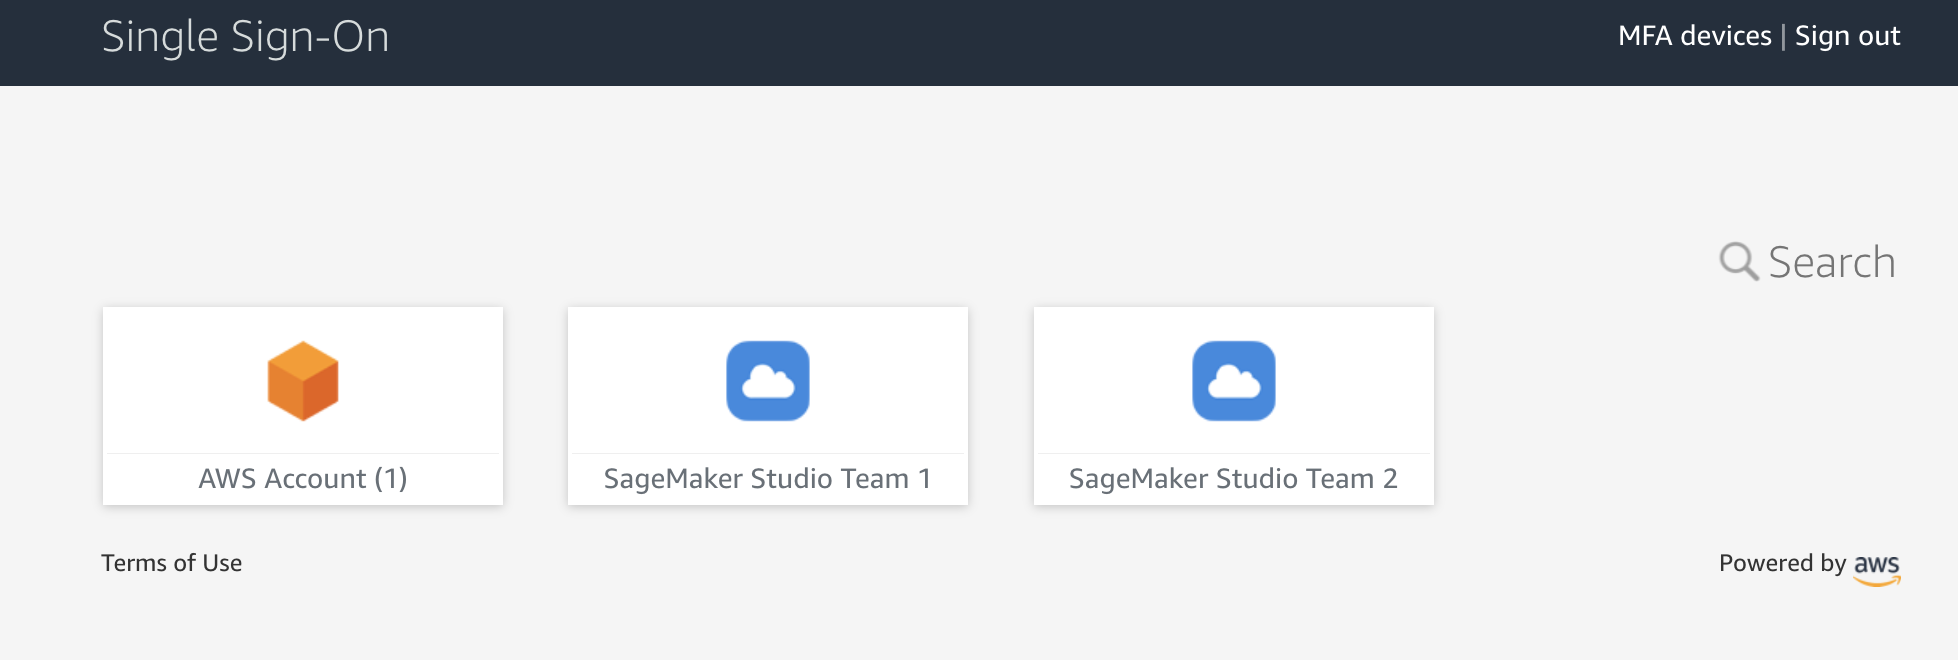 Single Sign-On
MFA devices | Sign out
Search
AWS Account (1)
SageMaker Studio Team 1
SageMaker Studio Team 2
Terms of Use
Powered by aws